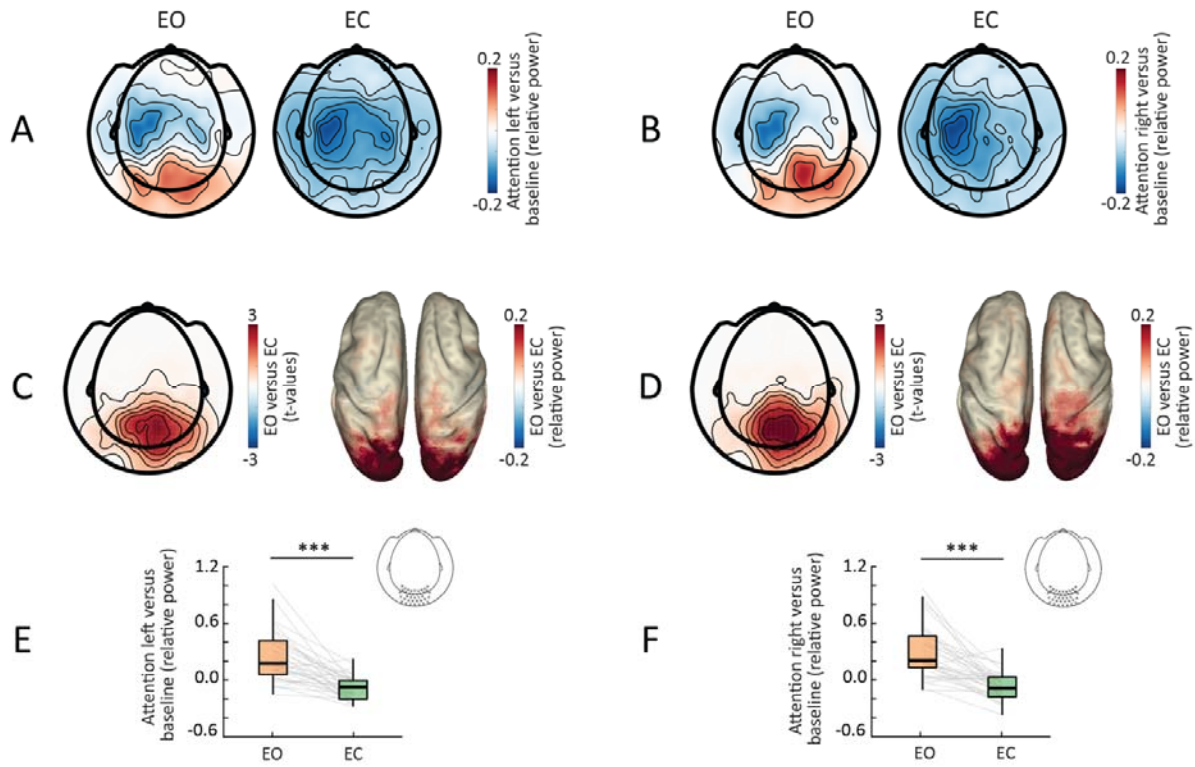 EO
EC
EO
EC
A
0.2
-0.2
Attention left versus
baseline (relative power)
B
0.2
-0.2
Attention right versus
baseline (relative power)
C
3
-3
EO versus EC
(t-values)
0.2
-0.2
EO versus EC
(relative power)
D
3
-3
EO versus EC
(t-values)
0.2
-0.2
EO versus EC
(relative power)
E
Attention left versus
baseline (relative power)
1.2
0.6
0.0
-0.6
***
EO
EC
F
Attention right versus
baseline (relative power)
1.2
0.6
0.0
-0.6
***
EO
EC